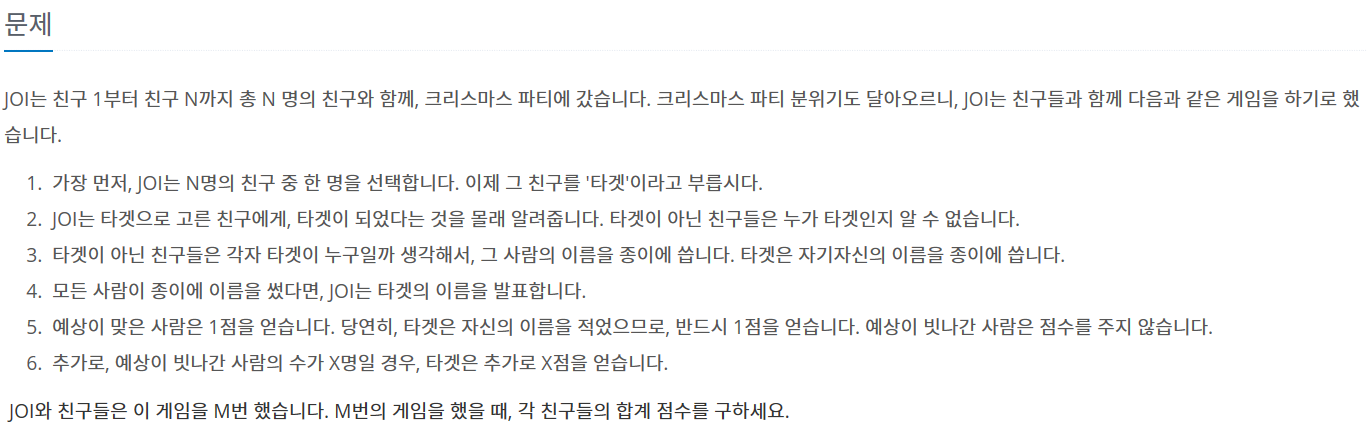 문제
JOI는 친구 1부터 친구 N까지 총 N 명의 친구와 함께, 크리스마스 파티에 갔습니다. 크리스마스 파티 분위기도 달아오르니, JOI는 친구들과 함께 다음과 같은 게임을 하기로 했
습니다.
1. 가장 먼저, JOI는 N명의 친구 중 한 명을 선택합니다. 이제 그 친구를 '타겟'이라고 부릅시다.
2. JOI는 타겟으로 고른 친구에게, 타겟이 되었다는 것을 몰래 알려줍니다. 타겟이 아닌 친구들은 누가 타겟인지 알 수 없습니다.
3. 타겟이 아닌 친구들은 각자 타겟이 누구일까 생각해서, 그 사람의 이름을 종이에 씁니다. 타겟은 자기자신의 이름을 종이에 씁니다.
4. 모든 사람이 종이에 이름을 썼다면, JOI는 타겟의 이름을 발표합니다.
5. 예상이 맞은 사람은 1점을 얻습니다. 당연히, 타겟은 자신의 이름을 적었으므로, 반드시 1점을 얻습니다. 예상이 빗나간 사람은 점수를 주지 않습니다.
6. 추가로, 예상이 빗나간 사람의 수가 X명일 경우, 타겟은 추가로 X점을 얻습니다.
JOI와 친구들은 이 게임을 M번 했습니다. M번의 게임을 했을 때, 각 친구들의 합계 점수를 구하세요.